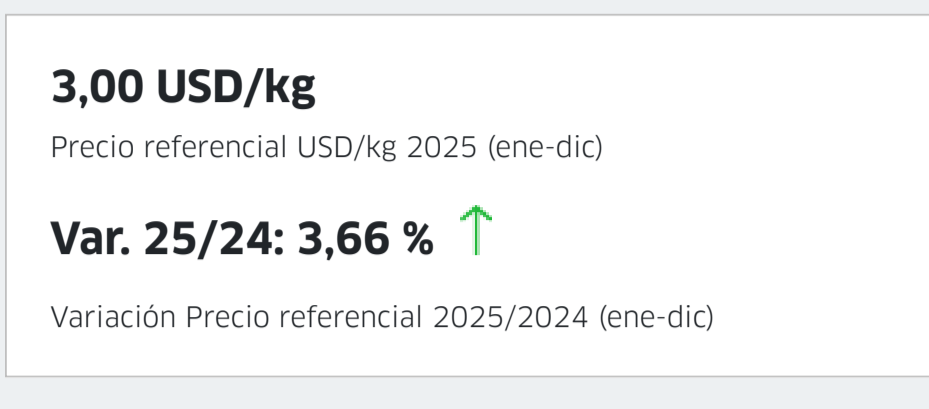 3,00 USD/kg
Precio referencial USD/kg 2025 (ene-dic)
Var. 25/24: 3,66 %
Variación Precio referencial 2025/2024 (ene-dic)